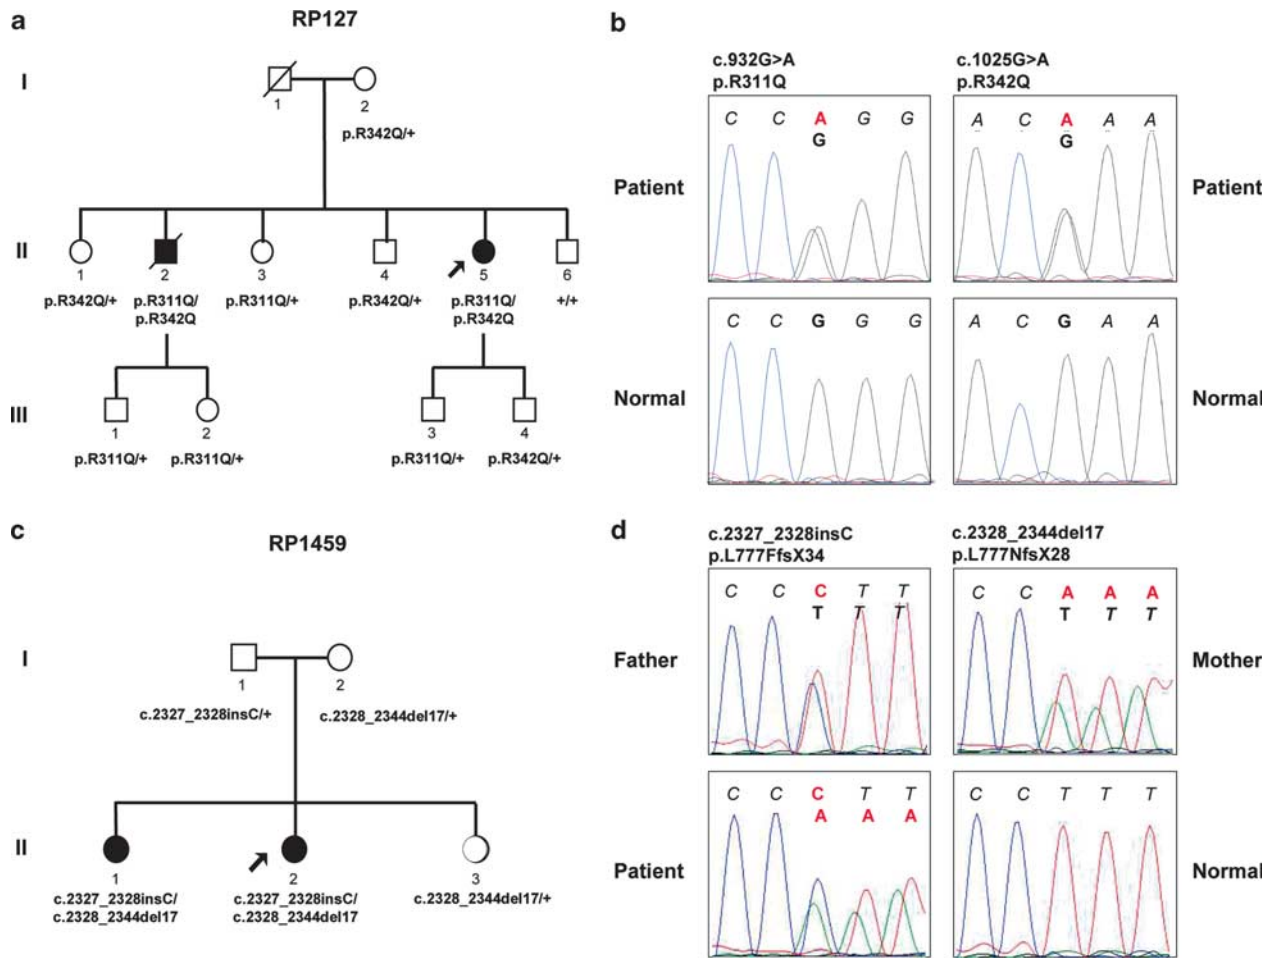 a
RP127
I
1
2
p.R342Q/+
II
1
2
3
4
5
6
p.R342Q/+
p.R311Q/
p.R342Q
p.R311Q/+
p.R342Q/+
p.R311Q/
p.R342Q
+/+
III
1
2
3
4
p.R311Q/+
p.R311Q/+
p.R311Q/+
p.R342Q/+
b
c.932G>A
p.R311Q
c.1025G>A
p.R342Q
Patient
C C A G G
G
A C A A A
G
Patient
Normal
C C G G G
A C G A A
Normal
c
RP1459
I
1
2
c.2327_2328insC/+
c.2328_2344del17/+
II
1
2
3
c.2327_2328insC/
c.2328_2344del17
c.2327_2328insC/
c.2328_2344del17
c.2328_2344del17/+
d
c.2327_2328insC
p.L777FfsX34
c.2328_2344del17
p.L777NfsX28
Father
C C C T T
T T T
C C A A A
T T T
Mother
Patient
C C C T T
A A A
C C T T T
Normal